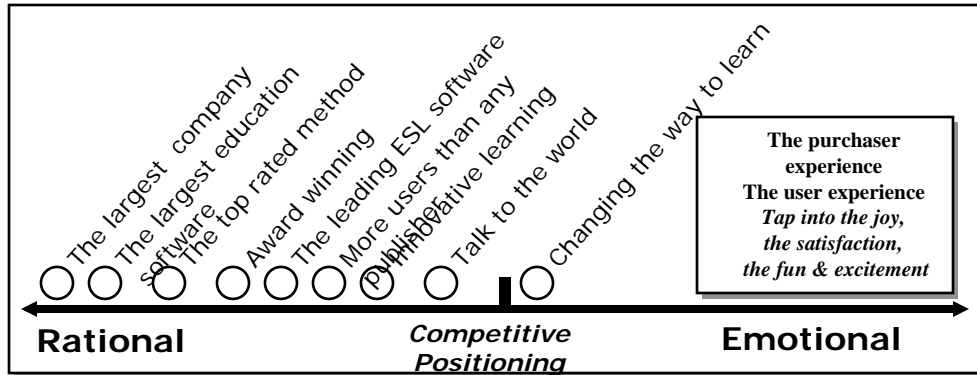 The largest company
The largest education
software
The top rated method
Award winning
The leading ESL software
More users than any
publisher
Innovative learning
Talk to the world
Changing the way to learn
The purchaser
experience
The user experience
Tap into the joy,
the satisfaction,
the fun & excitement
Rational
Competitive
Positioning
Emotional